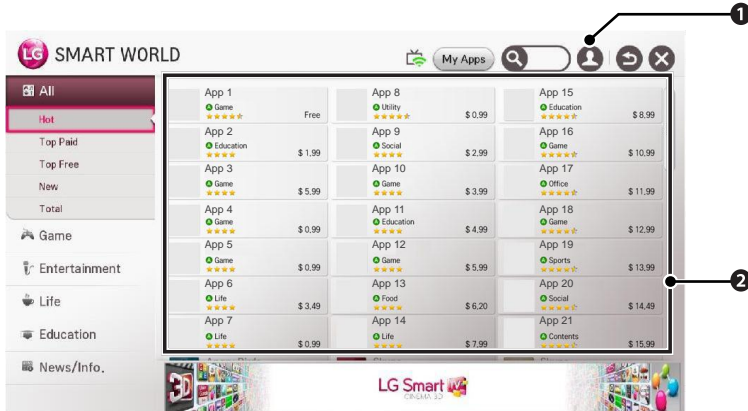 1
LG SMART WORLD
My Apps
All
Hot
Top Paid
Top Free
New
Total
Game
Entertainment
Life
Education
News/Info.
App 1
A Game
Free
App 2
A Education
$ 1,99
App 3
A Game
$ 5,99
App 4
A Game
$ 0,99
App 5
A Game
$ 0,99
App 6
A Life
$ 3,49
App 7
A Life
$ 0,99
App 8
A Utility
$ 0,99
App 9
A Social
$ 2,99
App 10
A Game
$ 3,99
App 11
A Education
$ 4,99
App 12
A Game
$ 5,99
App 13
A Food
$ 6,20
App 14
A Life
$ 7,99
App 15
A Education
$ 8,99
App 16
A Game
$ 10,99
App 17
A Office
$ 11,99
App 18
A Game
$ 12,99
App 19
A Sports
$ 13,99
App 20
A Social
$ 14,49
App 21
A Contents
$ 15,99
2
3D
LG Smart TV
CINEMA 3D